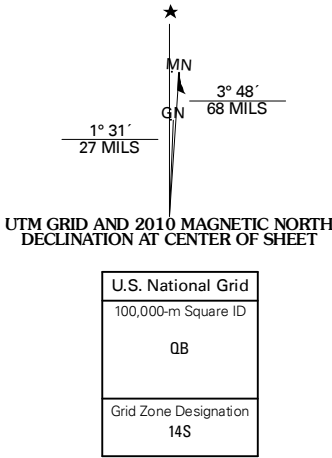 ★
MN
3° 48´
68 MILS
GN
1° 31´
27 MILS
UTM GRID AND 2010 MAGNETIC NORTH
DECLINATION AT CENTER OF SHEET
U.S. National Grid
100,000-m Square ID
QB
Grid Zone Designation
14S